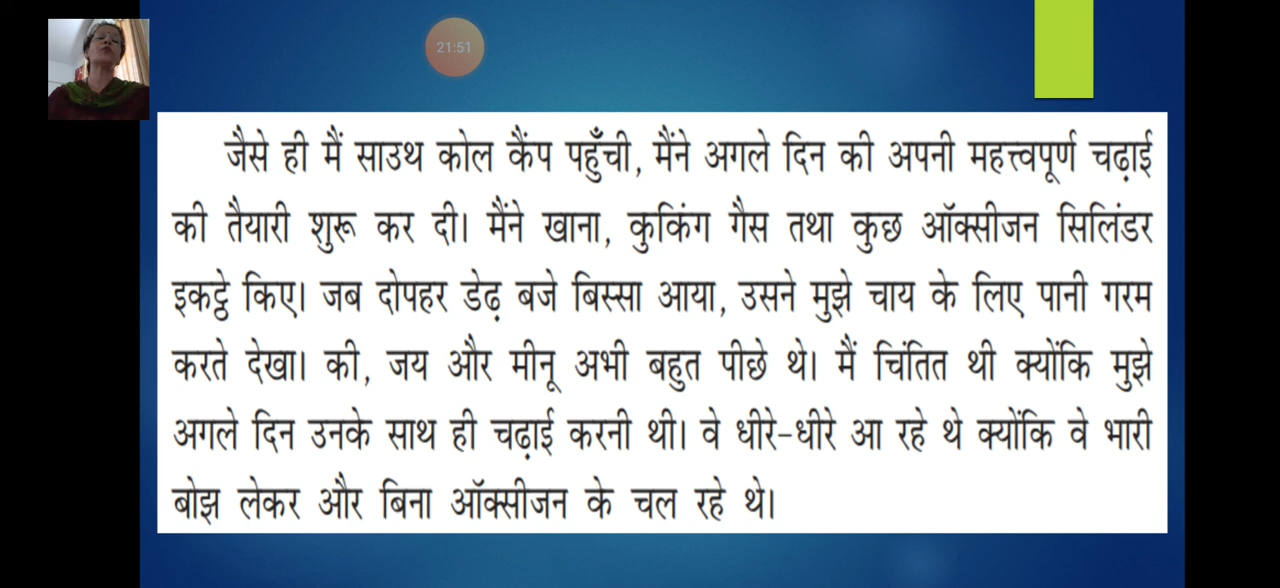 21:51
जैसे ही मैं साउथ कोल कैंप पहुँची, मैंने अगले दिन की अपनी महत्त्वपूर्ण चढ़ाई
की तैयारी शुरू कर दी। मैंने खाना, कुकिंग गैस तथा कुछ ऑक्सीजन सिलिंडर
इकट्ठे किए। जब दोपहर डेढ़ बजे बिस्सा आया, उसने मुझे चाय के लिए पानी गरम
करते देखा। की, जय और मीनू अभी बहुत पीछे थे। मैं चिंतित थी क्योंकि मुझे
अगले दिन उनके साथ ही चढ़ाई करनी थी। वे धीरे-धीरे आ रहे थे क्योंकि वे भारी
बोझ लेकर और बिना ऑक्सीजन के चल रहे थे।